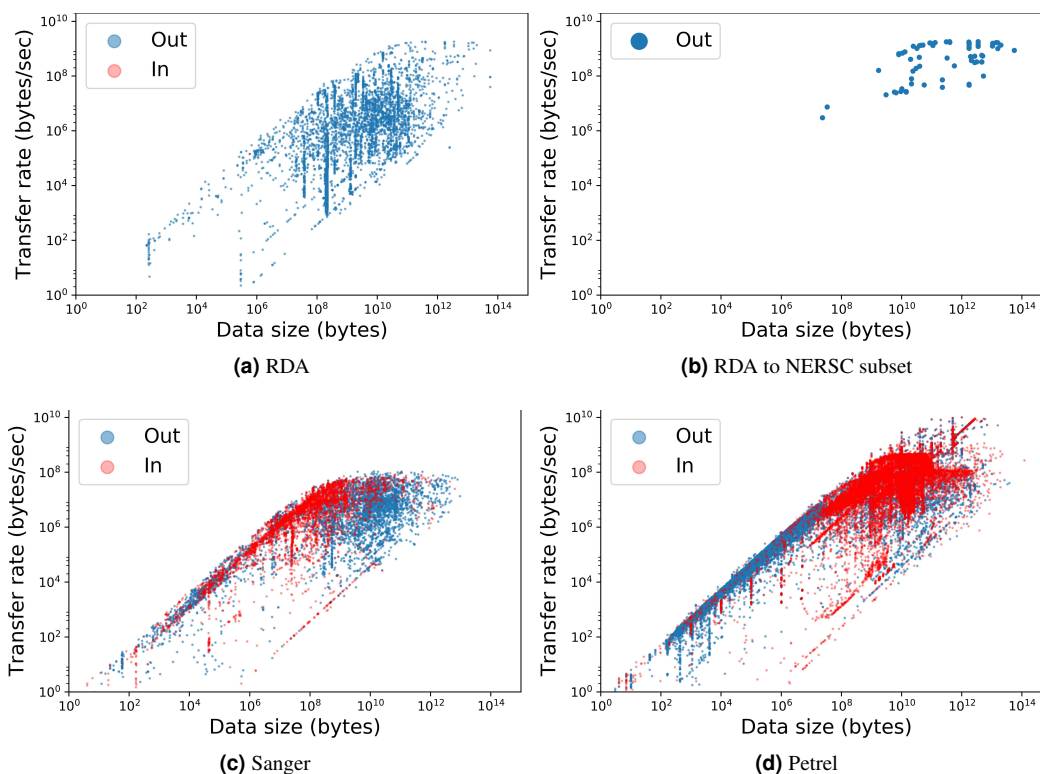 Transfer rate (bytes/sec)
10^10
10^8
10^6
10^4
10^2
10^0
Out
In
10^0 10^2 10^4 10^6 10^8 10^10 10^12 10^14
Data size (bytes)
(a) RDA
Transfer rate (bytes/sec)
10^10
10^8
10^6
10^4
10^2
10^0
Out
10^0 10^2 10^4 10^6 10^8 10^10 10^12 10^14
Data size (bytes)
(b) RDA to NERSC subset
Transfer rate (bytes/sec)
10^10
10^8
10^6
10^4
10^2
10^0
Out
In
10^0 10^2 10^4 10^6 10^8 10^10 10^12 10^14
Data size (bytes)
(c) Sanger
Transfer rate (bytes/sec)
10^10
10^8
10^6
10^4
10^2
10^0
Out
In
10^0 10^2 10^4 10^6 10^8 10^10 10^12 10^14
Data size (bytes)
(d) Petrel